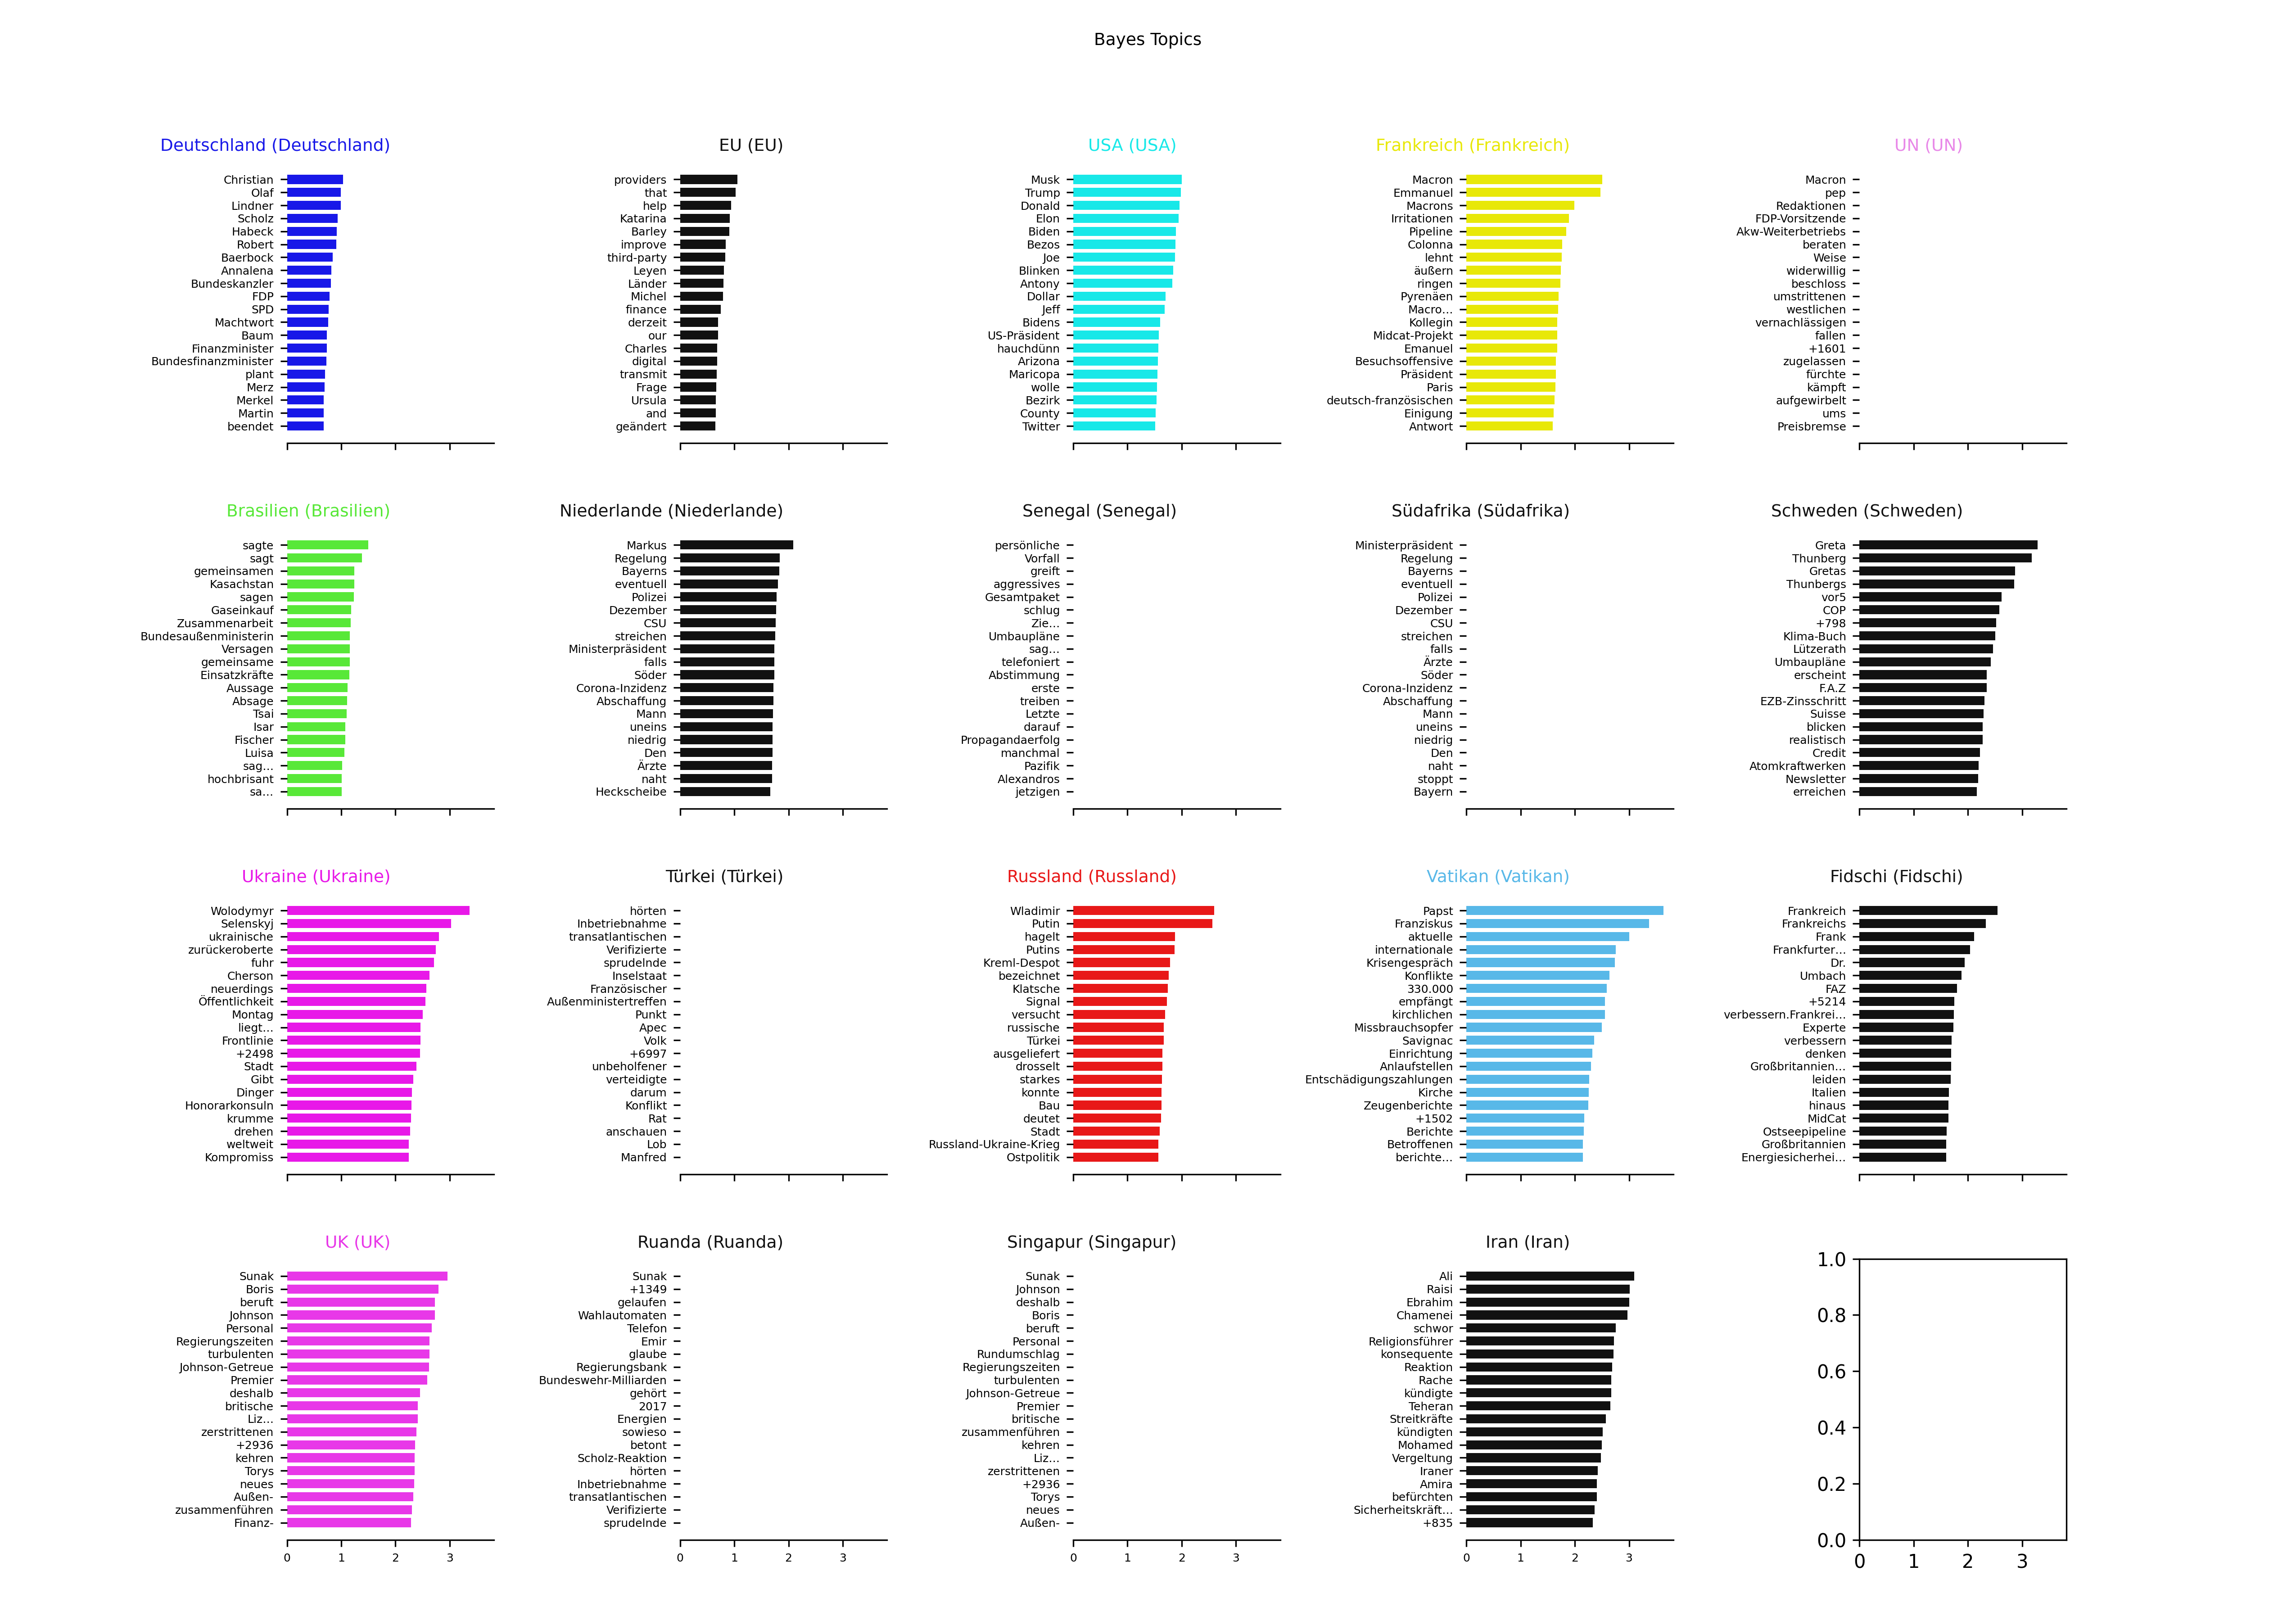 Bayes Topics
Deutschland (Deutschland)
Christian
Olaf
Lindner
Scholz
Habeck
Robert
Baerbock
Annalena
Bundeskanzler
FDP
SPD
Machtwort
Baum
Finanzminister
Bundesfinanzminister
plant
Merz
Merkel
Martin
beendet
EU (EU)
providers
that
help
Katarina
Barley
improve
third-party
Leyen
Länder
Michel
finance
derzeit
our
Charles
digital
transmit
Frage
Ursula
and
geändert
USA (USA)
Musk
Trump
Donald
Elon
Biden
Bezos
Joe
Blinken
Antony
Dollar
Jeff
Bidens
US-Präsident
hauchdünn
Arizona
Maricopa
wolle
Bezirk
County
Twitter
Frankreich (Frankreich)
Macron
Emmanuel
Macrons
Irritationen
Pipeline
Colonna
lehnt
äußern
ringen
Pyrenäen
Macro…
Kollegin
Midcat-Projekt
Emanuel
Besuchsoffensive
Präsident
Paris
deutsch-französischen
Einigung
Antwort
UN (UN)
Macron
pep
Redaktionen
FDP-Vorsitzende
Akw-Weiterbetriebs
beraten
Weise
widerwillig
beschloss
umstrittenen
westlichen
vernachlässigen
fallen
+1601
zugelassen
fürchte
kämpft
aufgewirbelt
ums
Preisbremse
Brasilien (Brasilien)
sagte
sagt
gemeinsamen
Kasachstan
sagen
Gaseinkauf
Zusammenarbeit
Bundesaußenministerin
Versagen
gemeinsame
Einsatzkräfte
Aussage
Absage
Tsai
Isar
Fischer
Luisa
sag…
hochbrisant
sa…
Niederlande (Niederlande)
Markus
Regelung
Bayerns
eventuell
Polizei
Dezember
CSU
streichen
Ministerpräsident
falls
Söder
Corona-Inzidenz
Abschaffung
Mann
uneins
niedrig
Den
Ärzte
naht
Heckscheibe
Senegal (Senegal)
persönliche
Vorfall
greift
aggressives
Gesamtpaket
schlug
Zie…
Umbaupläne
sag…
telefoniert
Abstimmung
erste
treiben
Letzte
darauf
Propagandaerfolg
manchmal
Pazifik
Alexandros
jetzigen
Südafrika (Südafrika)
Ministerpräsident
Regelung
Bayerns
eventuell
Polizei
Dezember
CSU
streichen
falls
Ärzte
Söder
Corona-Inzidenz
Abschaffung
Mann
uneins
niedrig
Den
naht
stoppt
Bayern
Schweden (Schweden)
Greta
Thunberg
Gretas
Thunbergs
vor5
COP
+798
Klima-Buch
Lützerath
Umbaupläne
erscheint
F.A.Z
EZB-Zinsschritt
Suisse
blicken
realistisch
Credit
Atomkraftwerken
Newsletter
erreichen
Ukraine (Ukraine)
Wolodymyr
Selenskyj
ukrainische
zurückeroberte
fuhr
Cherson
neuerdings
Öffentlichkeit
Montag
liegt…
Frontlinie
+2498
Stadt
Gibt
Dinger
Honorarkonsuln
krumme
drehen
weltweit
Kompromiss
Türkei (Türkei)
hörten
Inbetriebnahme
transatlantischen
Verifizierte
sprudelnde
Inselstaat
Französischer
Außenministertreffen
Punkt
Apec
Volk
+6997
unbeholfener
verteidigte
darum
Konflikt
Rat
anschauen
Lob
Manfred
Russland (Russland)
Wladimir
Putin
hagelt
Putins
Kreml-Despot
bezeichnet
Klatsche
Signal
versucht
russische
Türkei
ausgeliefert
drosselt
starkes
konnte
Bau
deutet
Stadt
Russland-Ukraine-Krieg
Ostpolitik
Vatikan (Vatikan)
Papst
Franziskus
aktuelle
internationale
Krisengespräch
Konflikte
330.000
empfängt
kirchlichen
Missbrauchsopfer
Savignac
Einrichtung
Anlaufstellen
Entschädigungszahlungen
Kirche
Zeugenberichte
+1502
Berichte
Betroffenen
berichte…
Fidschi (Fidschi)
Frankreich
Frankreichs
Frank
Frankfurter…
Dr.
Umbach
FAZ
+5214
verbessern.Frankrei…
Experte
verbessern
denken
Großbritannien…
leiden
Italien
hinaus
MidCat
Ostseepipeline
Großbritannien
Energiesicherhei…
UK (UK)
Sunak
Boris
beruft
Johnson
Personal
Regierungszeiten
turbulenten
Johnson-Getreue
Premier
deshalb
britische
Liz…
zerstrittenen
+2936
kehren
Torys
neues
Außen-
zusammenführen
Finanz-
0 1 2 3
Ruanda (Ruanda)
Sunak
+1349
gelaufen
Wahlautomaten
Telefon
Emir
glaube
Regierungsbank
Bundeswehr-Milliarden
gehört
2017
Energien
sowieso
betont
Scholz-Reaktion
hörten
Inbetriebnahme
transatlantischen
Verifizierte
sprudelnde
0 1 2 3
Singapur (Singapur)
Sunak
Johnson
deshalb
Boris
beruft
Personal
Rundumschlag
Regierungszeiten
turbulenten
Johnson-Getreue
Premier
britische
zusammenführen
kehren
Liz…
zerstrittenen
+2936
Torys
neues
Außen-
0 1 2 3
Iran (Iran)
Ali
Raisi
Ebrahim
Chamenei
schwor
Religionsführer
konsequente
Reaktion
Rache
kündigte
Teheran
Streitkräfte
kündigten
Mohamed
Vergeltung
Iraner
Amira
befürchten
Sicherheitskräft…
+835
0 1 2 3
1.0
0.8
0.6
0.4
0.2
0.0
0 1 2 3